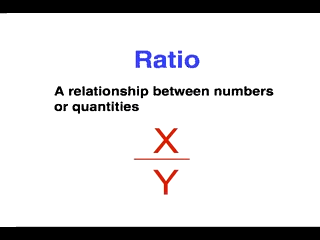 Ratio
A relationship between numbers
or quantities
X
Y